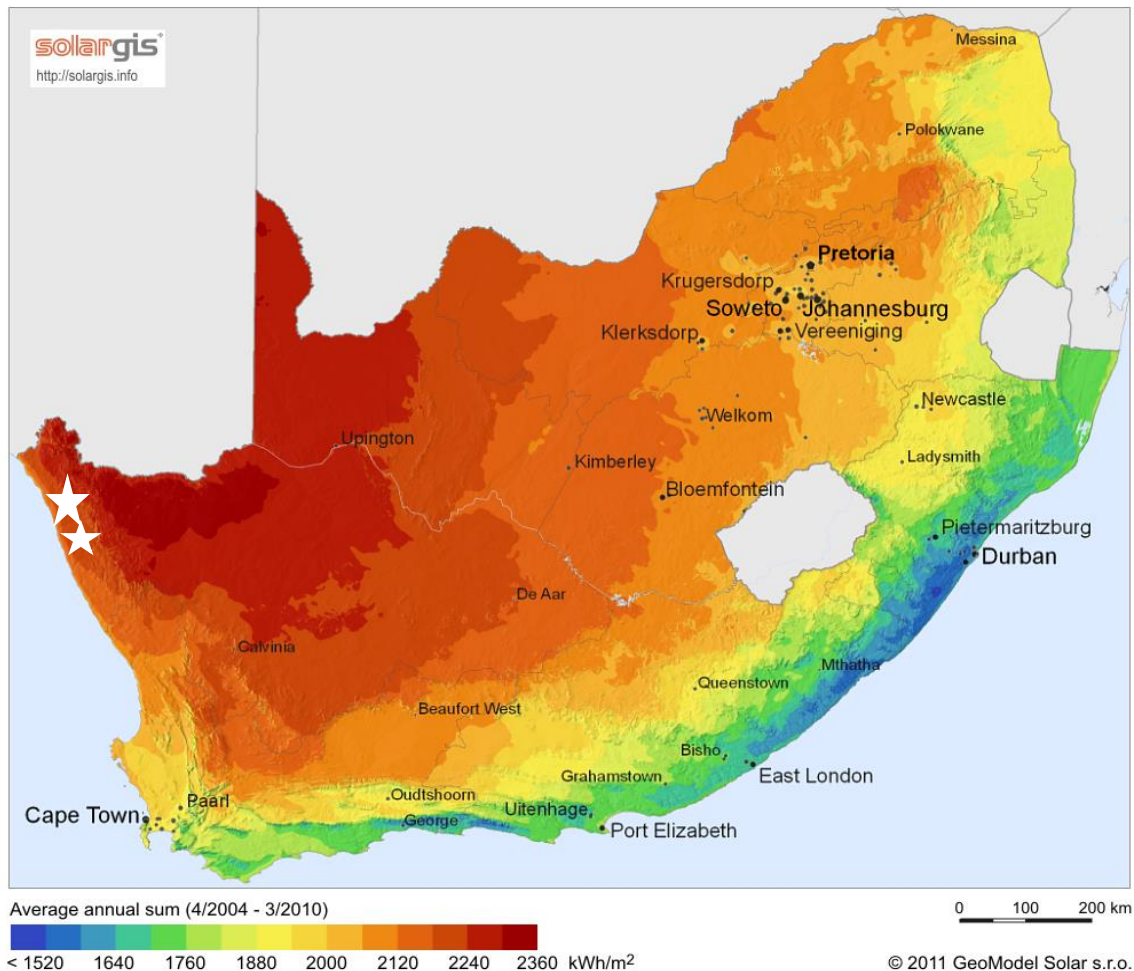 solargis
http://solargis.info
Messina
Polokwane
Pretoria
Krugersdorp
Soweto
Johannesburg
Klerksdorp
Vereeniging
Newcastle
Welkom
Upington
Ladysmith
Kimberley
Bloemfontein
Pietermaritzburg
Durban
De Aar
Calvinia
Mthatha
Queenstown
Beaufort West
Bisho
Grahamstown
East London
Oudtshoorn
Paarl
Uitenhage
Cape Town
George
Port Elizabeth
Average annual sum (4/2004 - 3/2010)
0 100 200 km
< 1520 1640 1760 1880 2000 2120 2240 2360 kWh/m2
© 2011 GeoModel Solar s.r.o.